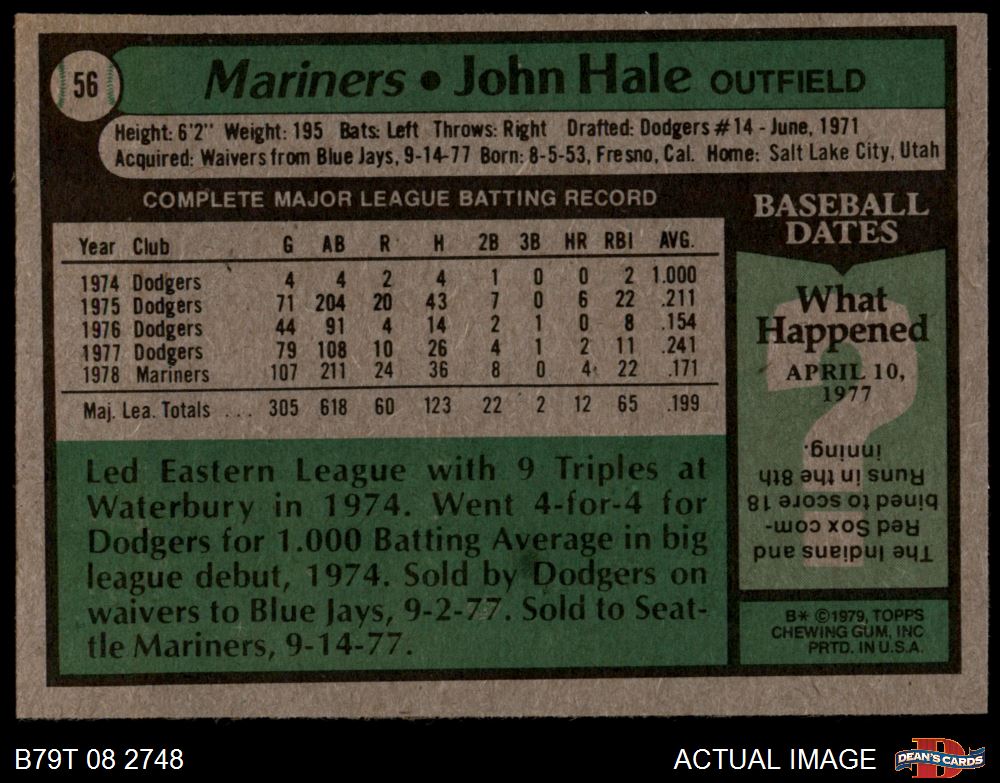 56
Mariners • John Hale OUTFIELD
Height: 6'2" Weight: 195 Bats: Left Throws: Right Drafted: Dodgers #14 - June, 1971
Acquired: Waivers from Blue Jays, 9-14-77 Born: 8-5-53, Fresno, Cal. Home: Salt Lake City, Utah
COMPLETE MAJOR LEAGUE BATTING RECORD
Year Club G AB R H 2B 3B HR RBI AVG.
1974 Dodgers 4 4 2 4 1 0 0 2 1.000
1975 Dodgers 71 204 20 43 7 0 6 22 .211
1976 Dodgers 44 91 4 14 2 1 0 8 .154
1977 Dodgers 79 108 10 26 4 1 2 11 .241
1978 Mariners 107 211 24 36 8 0 4 22 .171
Maj. Lea. Totals ... 305 618 60 123 22 2 12 65 .199
Led Eastern League with 9 Triples at
Waterbury in 1974. Went 4-for-4 for
Dodgers for 1.000 Batting Average in big
league debut, 1974. Sold by Dodgers on
waivers to Blue Jays, 9-2-77. Sold to Seat-
tle Mariners, 9-14-77.
BASEBALL
DATES
What
Happened
APRIL 10,
1977
The Indians and
Red Sox com-
bined to score 18
Runs in the 8th
inning.
B* ©1979, TOPPS
CHEWING GUM, INC
PRTD. IN U.S.A.
B79T 08 2748
ACTUAL IMAGE
DEAN'S CARDS